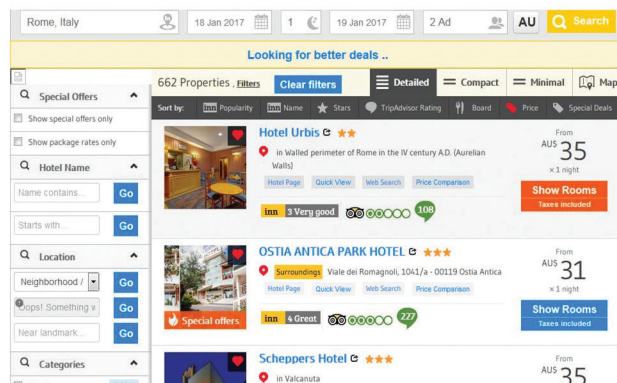 Rome, Italy 18 Jan 2017 1 19 Jan 2017 2 Ad AU Search
Looking for better deals ..
662 Properties , Filters Clear filters Detailed Compact Minimal Map
Sort by: inn Popularity inn Name Stars TripAdvisor Rating Board Price Special Deals
Special Offers
Show special offers only
Show package rates only
Hotel Name
Name contains... Go
Starts with... Go
Location
Neighborhood / Go
Oops! Something w Go
Near landmark... Go
Categories
Hotel Urbis
in Walled perimeter of Rome in the IV century A.D. (Aurelian
Walls)
Hotel Page Quick View Web Search Price Comparison
inn 3 Very good 108
From
AU$ 35
x 1 night
Show Rooms
Taxes included
OSTIA ANTICA PARK HOTEL
Surroundings Viale dei Romagnoli, 1041/a - 00119 Ostia Antica
Hotel Page Quick View Web Search Price Comparison
Special offers
inn 4 Great 227
From
AU$ 31
x 1 night
Show Rooms
Taxes included
Scheppers Hotel
in Valcanuta
From
AU$ 35